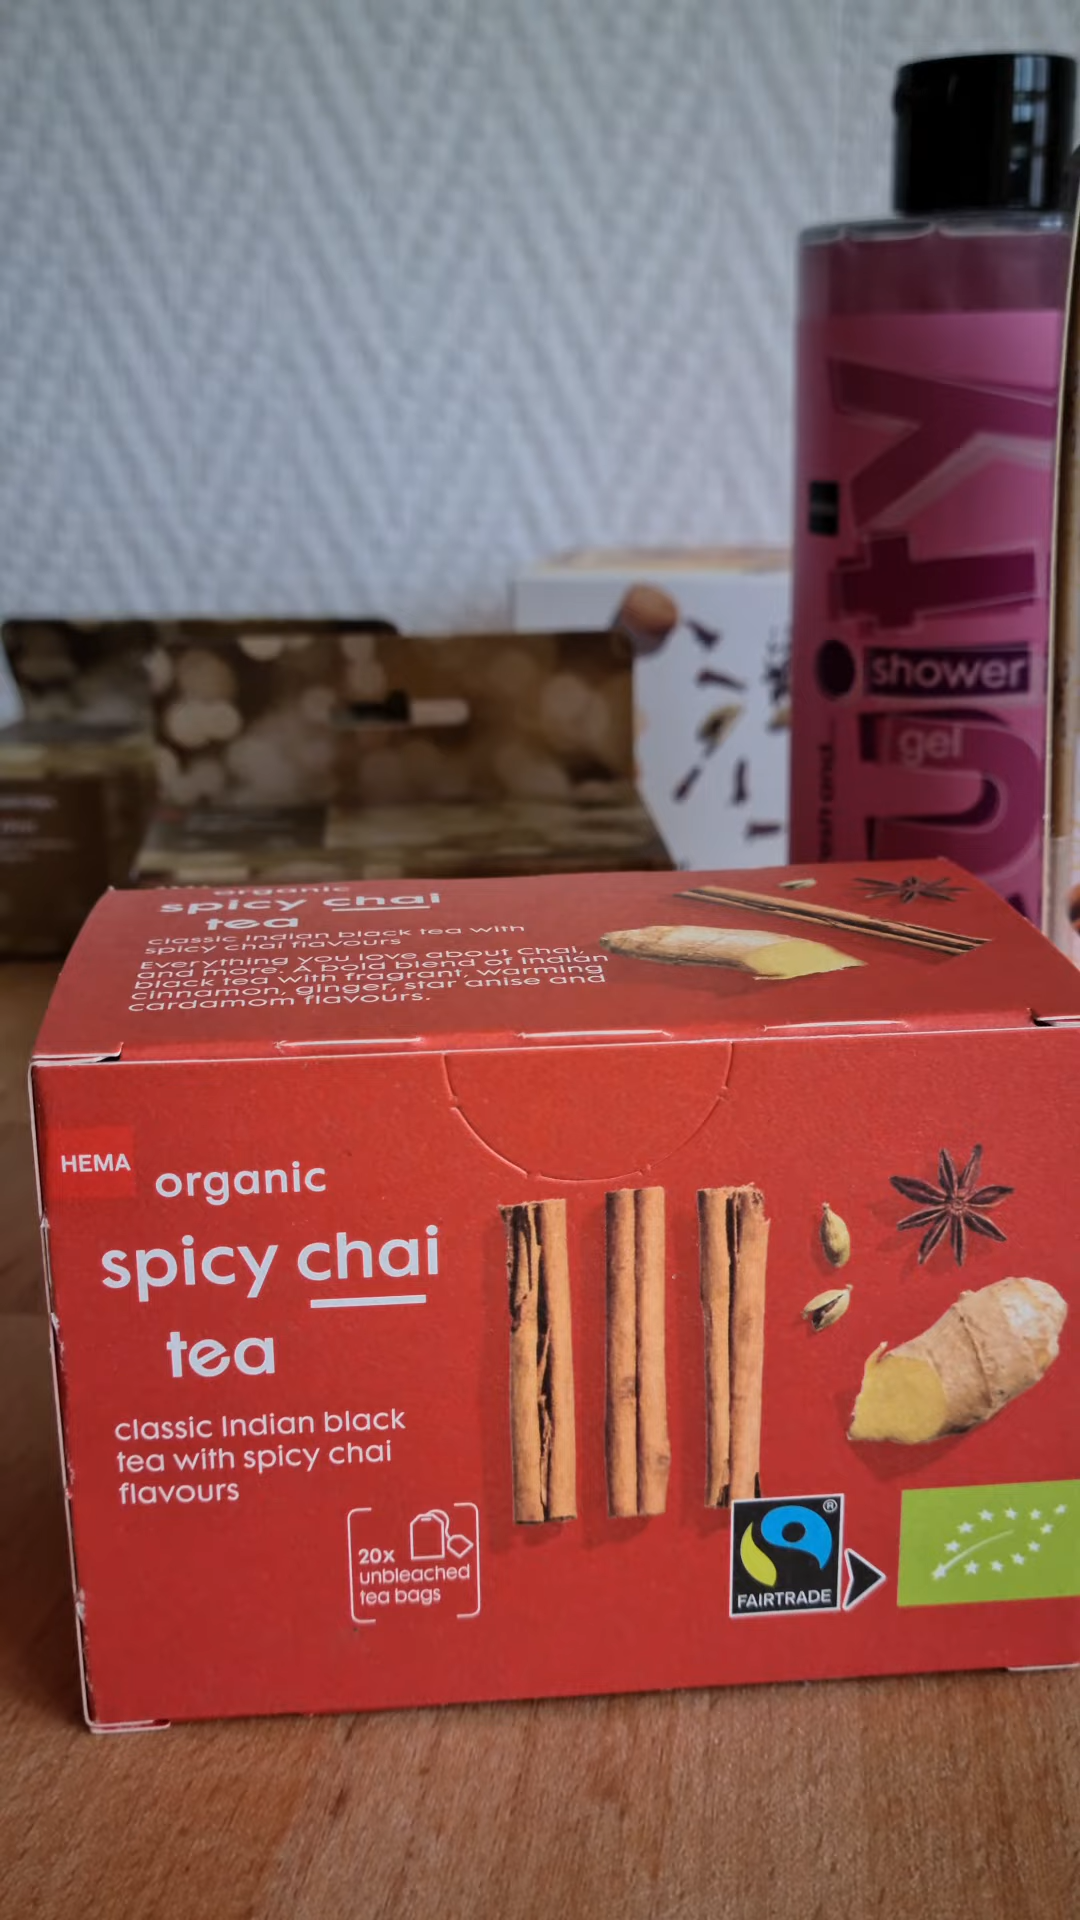 shower
gel
organic
spicy chai
tea
classic Indian black tea with
spicy chai flavours
Everything you love about chai,
and more. A bold blend of Indian
black tea with fragrant, warming
cinnamon, ginger, star anise and
cardamom flavours.
HEMA
organic
spicy chai
tea
classic Indian black
tea with spicy chai
flavours
20x
unbleached
tea bags
FAIRTRADE
®